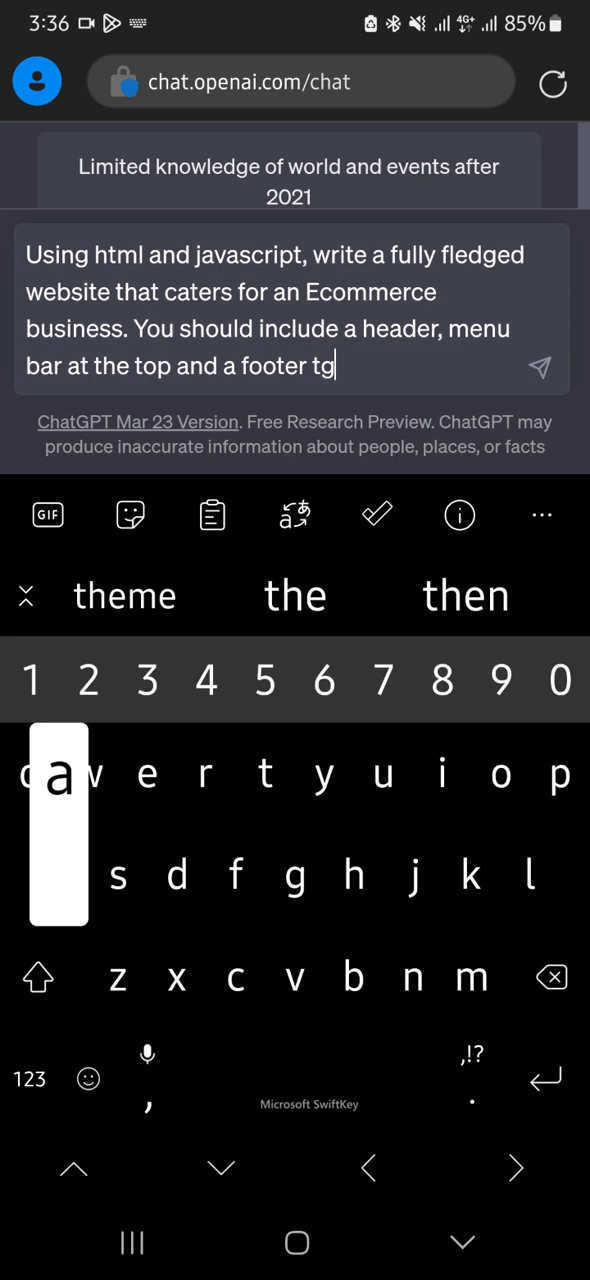 3:36 4G+ 85%
chat.openai.com/chat
Limited knowledge of world and events after
2021
Using html and javascript, write a fully fledged
website that caters for an Ecommerce
business. You should include a header, menu
bar at the top and a footer tg
ChatGPT Mar 23 Version. Free Research Preview. ChatGPT may
produce inaccurate information about people, places, or facts
GIF
theme the then
1 2 3 4 5 6 7 8 9 0
a w e r t y u i o p
s d f g h j k l
z x c v b n m
,!?
123 , Microsoft SwiftKey .